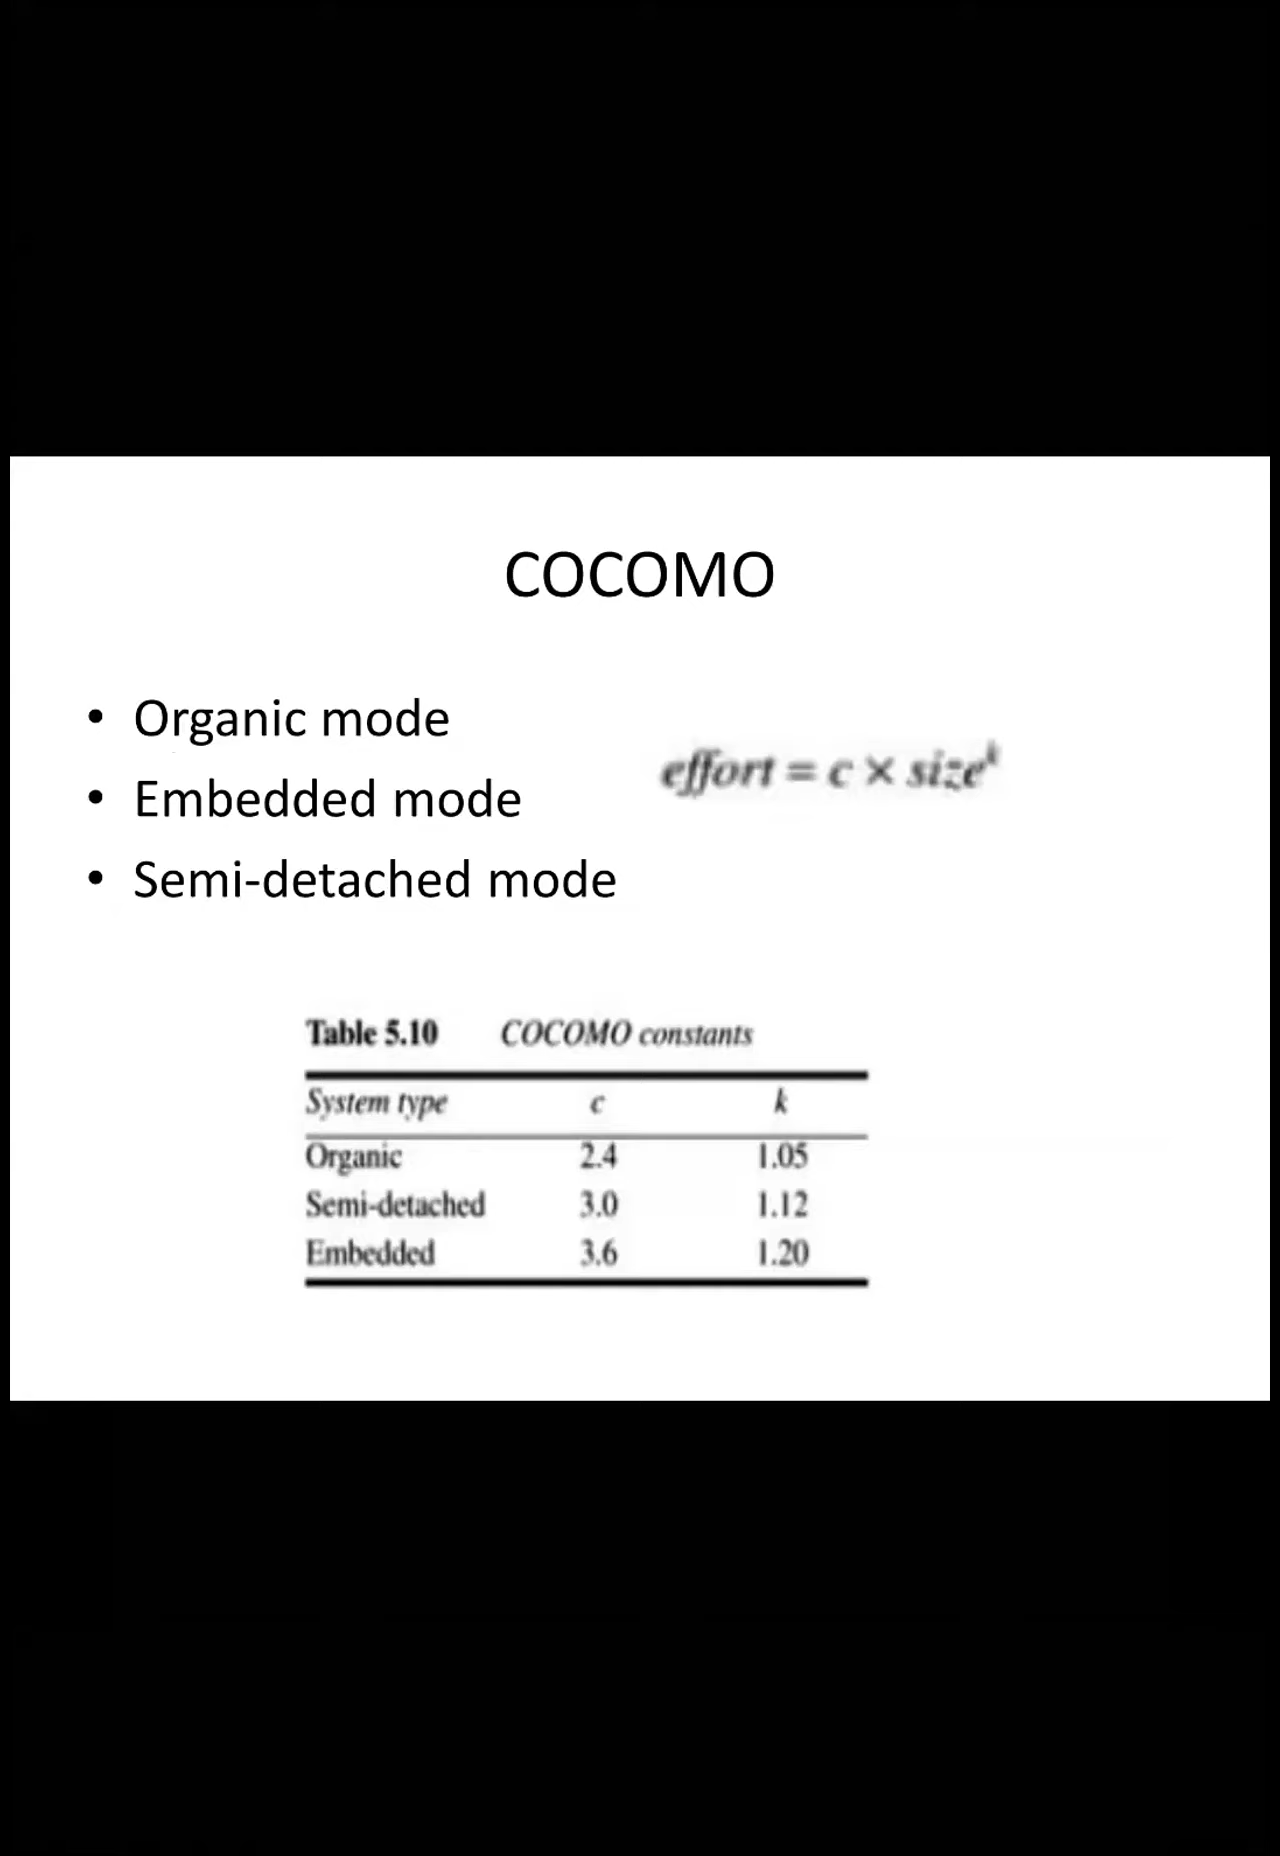 COCOMO
• Organic mode
• Embedded mode
• Semi-detached mode
effort = c × size^k
Table 5.10 COCOMO constants
System type c k
Organic 2.4 1.05
Semi-detached 3.0 1.12
Embedded 3.6 1.20